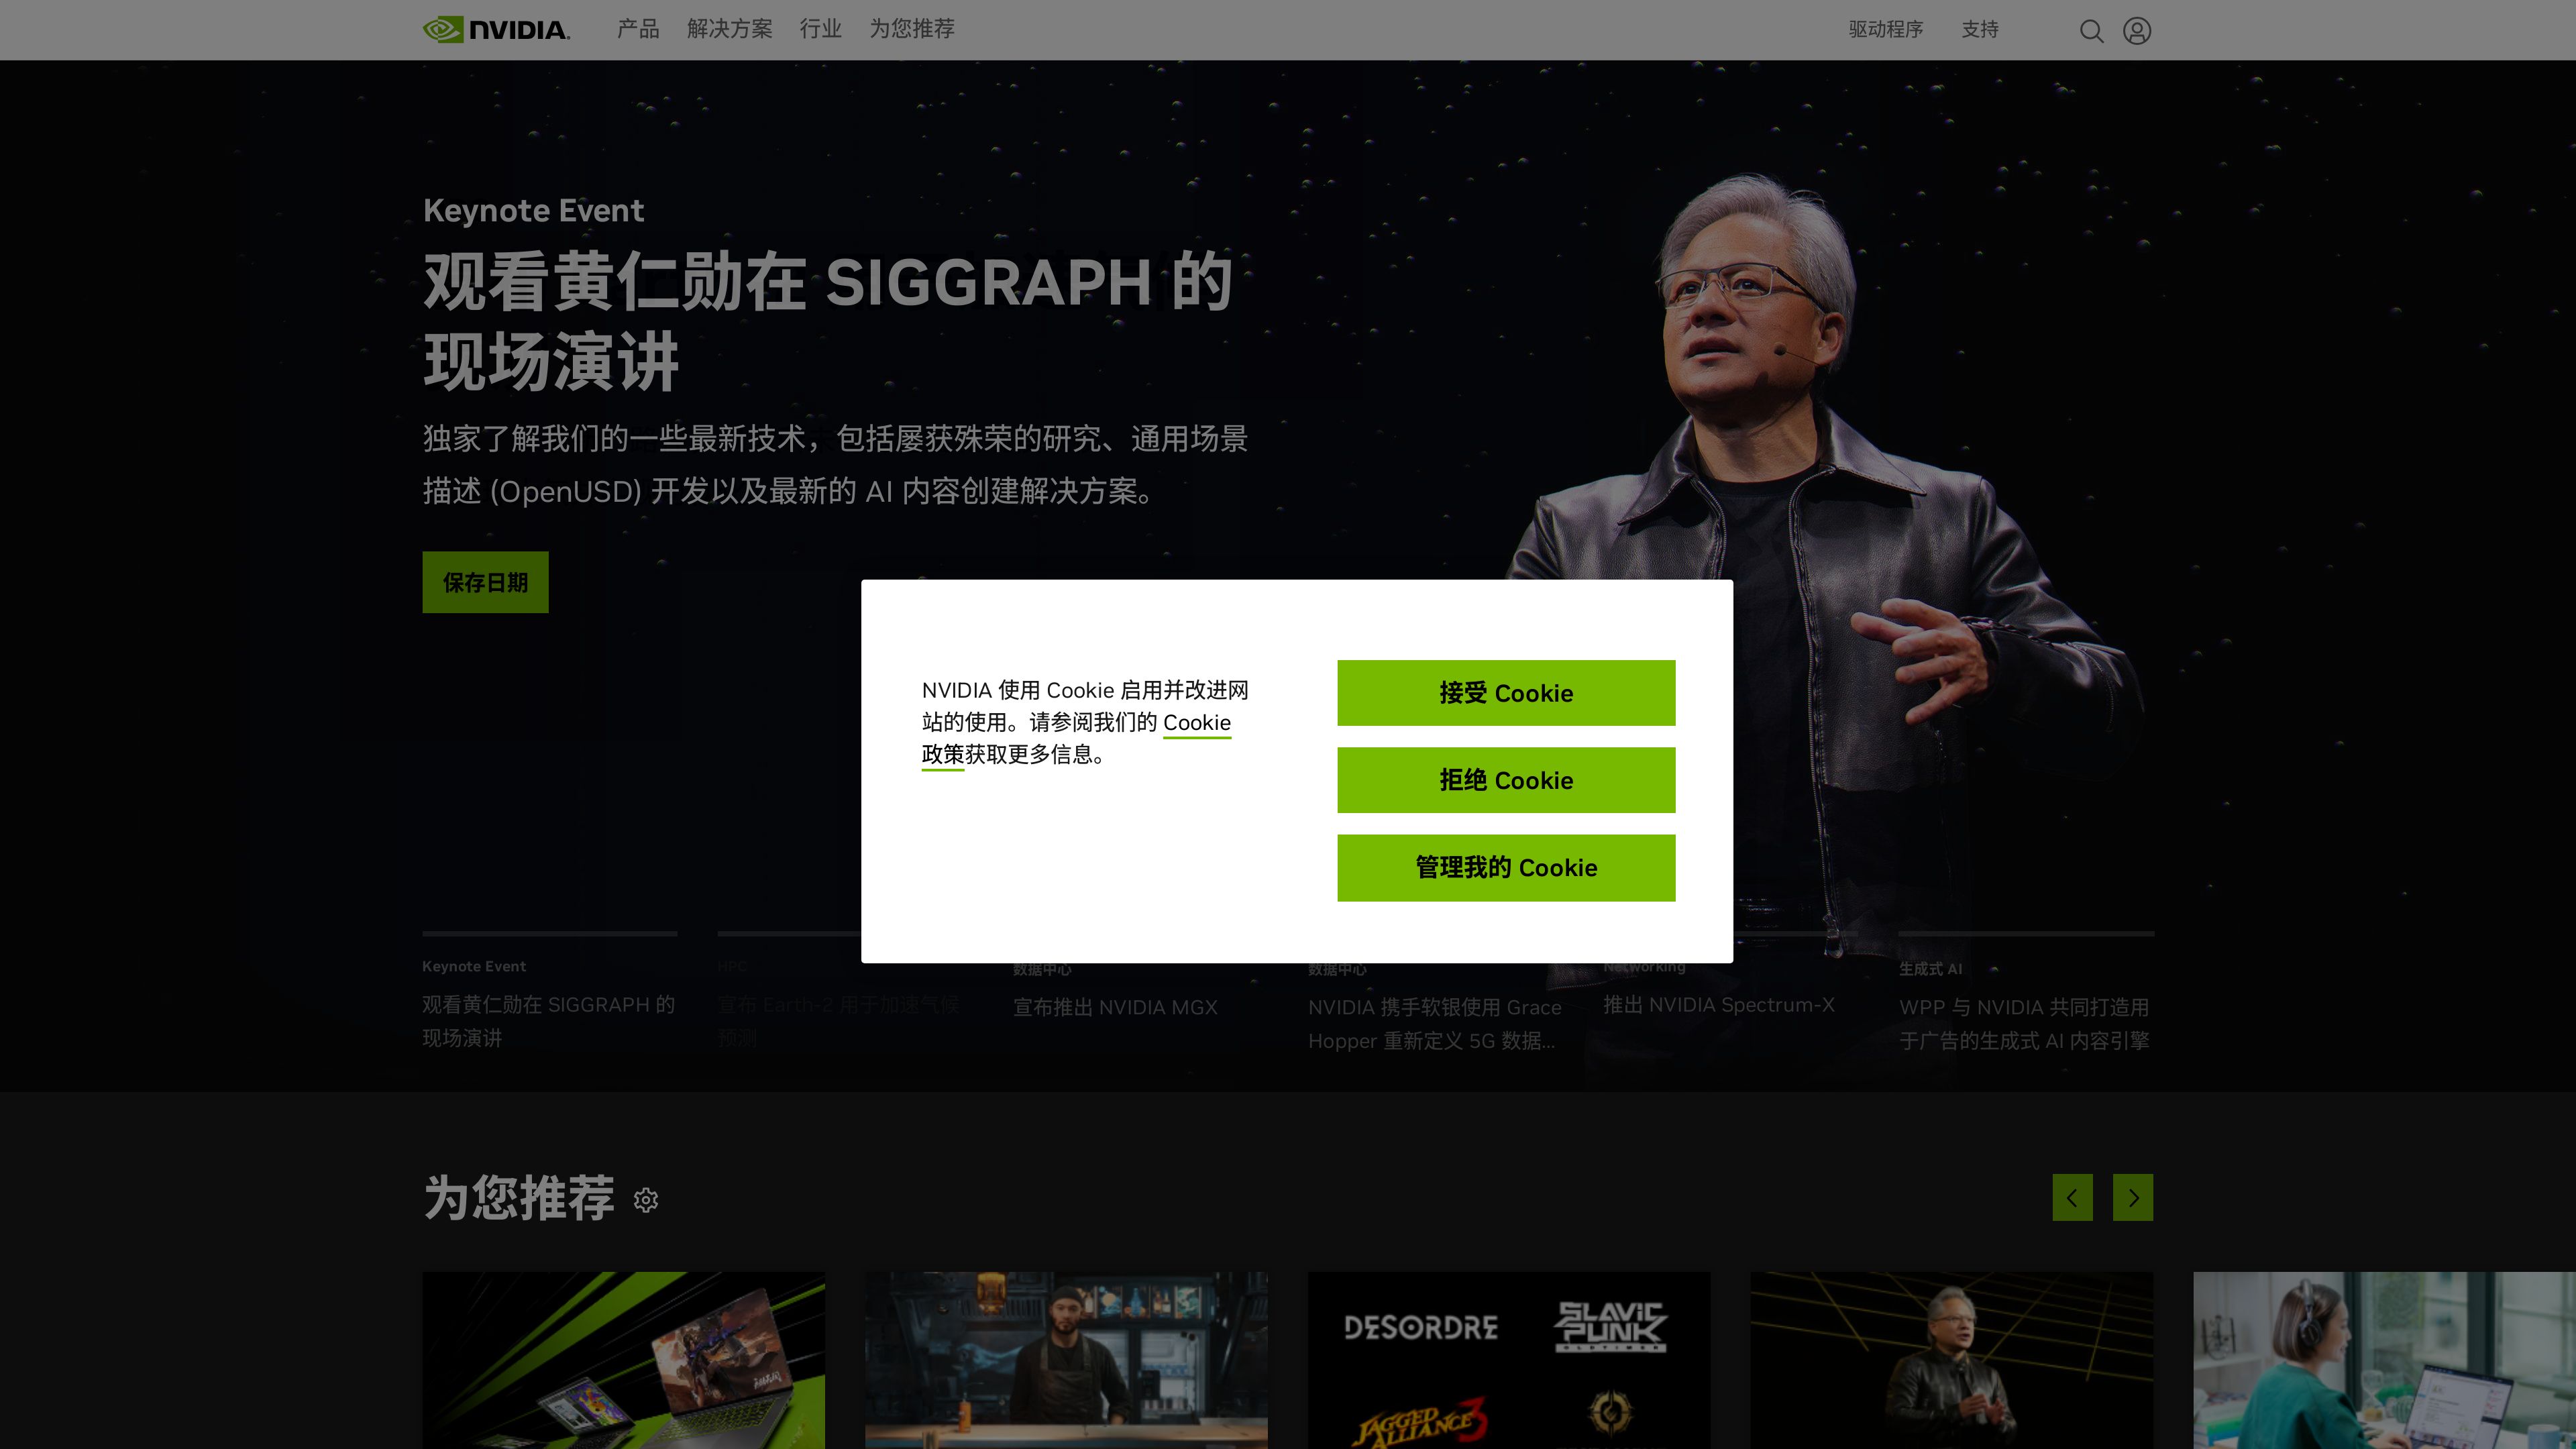 NVIDIA.
产品 解决方案 行业 为您推荐
驱动程序 支持
Keynote Event
观看黄仁勋在 SIGGRAPH 的
现场演讲
独家了解我们的一些最新技术，包括屡获殊荣的研究、通用场景
描述 (OpenUSD) 开发以及最新的 AI 内容创建解决方案。
保存日期
NVIDIA 使用 Cookie 启用并改进网
站的使用。请参阅我们的 Cookie
政策获取更多信息。
接受 Cookie
拒绝 Cookie
管理我的 Cookie
Keynote Event
观看黄仁勋在 SIGGRAPH 的
现场演讲
HPC
宣布 Earth-2 用于加速气候
预测
数据中心
宣布推出 NVIDIA MGX
数据中心
NVIDIA 携手软银使用 Grace
Hopper 重新定义 5G 数据...
Networking
推出 NVIDIA Spectrum-X
生成式 AI
WPP 与 NVIDIA 共同打造用
于广告的生成式 AI 内容引擎
为您推荐
DESORDRE
SLAVIC
PUNK
OLDTIMER
JAGGED
ALLIANCE 3